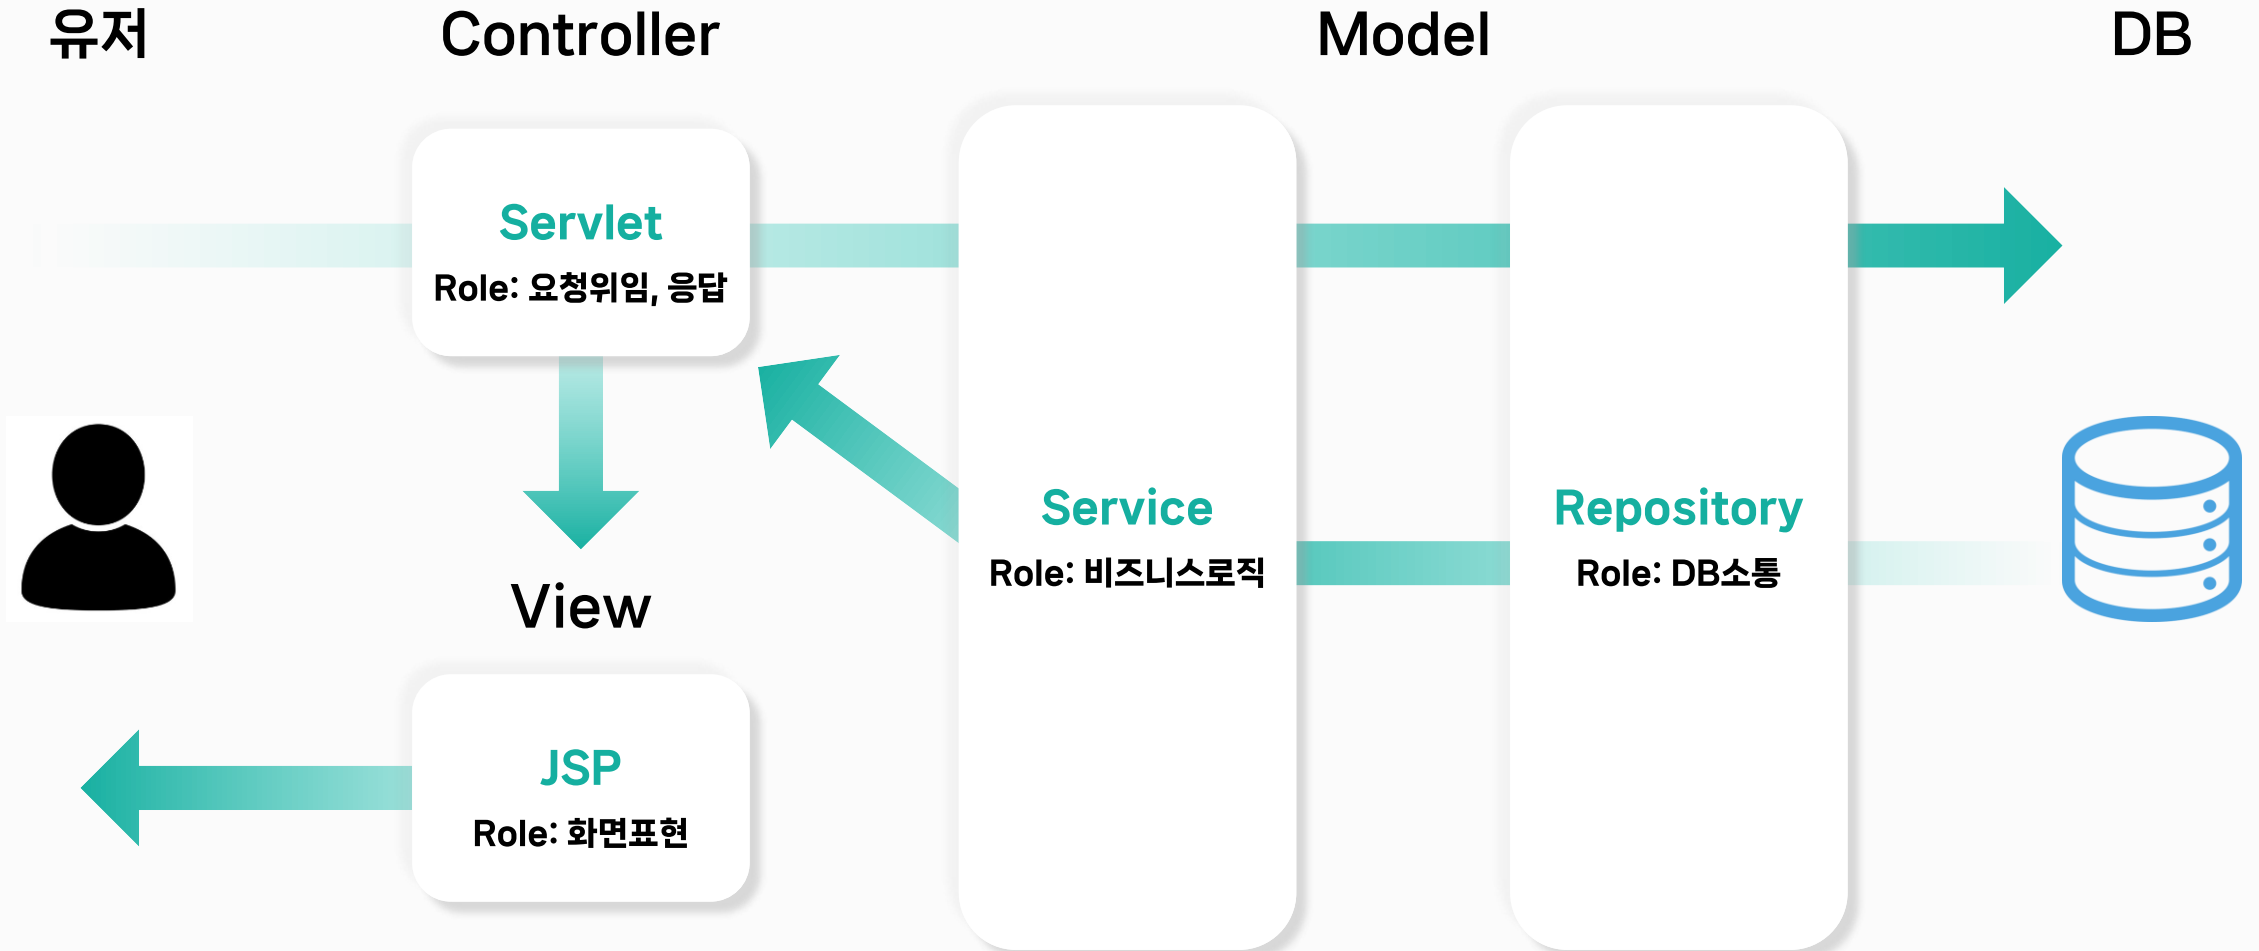 유저
Controller
Model
DB
Servlet
Role: 요청위임, 응답
Service
Role: 비즈니스로직
Repository
Role: DB소통
View
JSP
Role: 화면표현